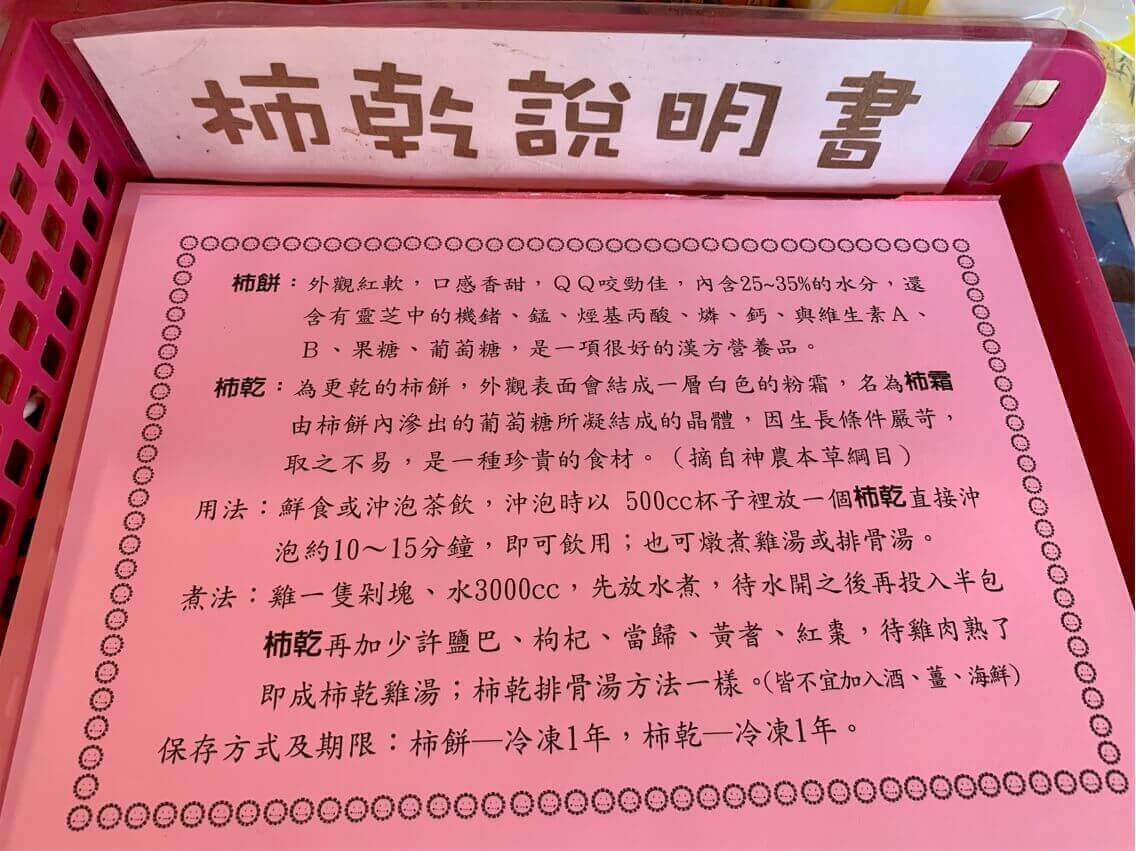 柿乾說明書
柿餅：外觀紅軟，口感香甜，ＱＱ咬勁佳，內含25~35%的水分，還
含有靈芝中的機鍺、錳、烴基丙酸、燐、鈣、與維生素Ａ、
Ｂ、果糖、葡萄糖，是一項很好的漢方營養品。
柿乾：為更乾的柿餅，外觀表面會結成一層白色的粉霜，名為柿霜
由柿餅內滲出的葡萄糖所凝結成的晶體，因生長條件嚴苛，
取之不易，是一種珍貴的食材。（摘自神農本草綱目）
用法：鮮食或沖泡茶飲，沖泡時以 500cc杯子裡放一個柿乾直接沖
泡約10～15分鐘，即可飲用；也可燉煮雞湯或排骨湯。
煮法：雞一隻剁塊、水3000cc，先放水煮，待水開之後再投入半包
柿乾再加少許鹽巴、枸杞、當歸、黃耆、紅棗，待雞肉熟了
即成柿乾雞湯；柿乾排骨湯方法一樣。(皆不宜加入酒、薑、海鮮)
保存方式及期限：柿餅—冷凍1年，柿乾—冷凍1年。